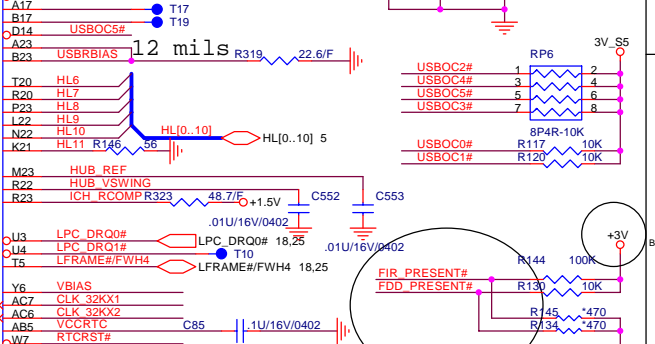 A17 T17
B17 T19
D14 USBOC5#
A23
B23 USBRBIAS 12 mils R319 22.6/F
T20 HL6
R20 HL7
P23 HL8
L22 HL9
N22 HL10 HL[0..10] HL[0..10] 5
K21 HL11 R146 56
M23 HUB_REF
R22 HUB_VSWING
R23 ICH_RCOMP R323 48.7/F +1.5V C552 C553
.01U/16V/0402 .01U/16V/0402
U3 LPC_DRQ0# LPC_DRQ0# 18,25
U4 LPC_DRQ1# T10
T5 LFRAME#/FWH4 LFRAME#/FWH4 18,25
Y6 VBIAS
AC7 CLK_32KX1
AC6 CLK_32KX2
AB5 VCCRTC C85 .1U/16V/0402
W7 RTCRST#
3V_S5
RP6
USBOC2# 1 2
USBOC4# 3 4
USBOC6# 5 6
USBOC3# 7 8
8P4R-10K
USBOC0# R117 10K
USBOC1# R120 10K
+3V
B
R144 100K
FIR_PRESENT#
FDD_PRESENT# R130 10K
R145 *470
R134 *470